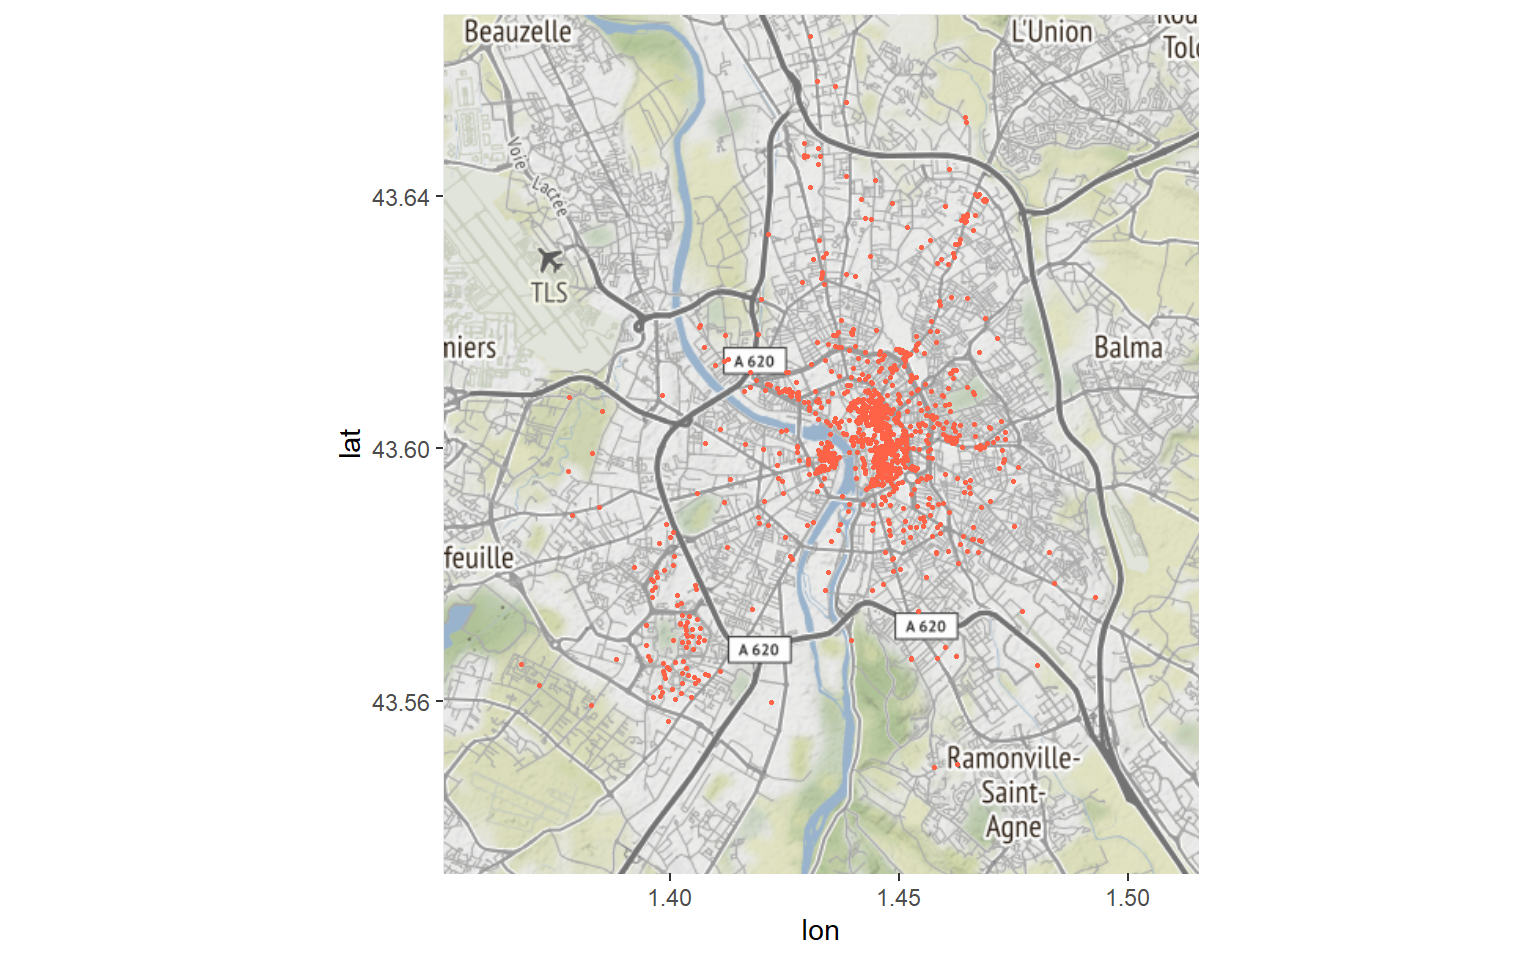 Beauzelle
L'Union
Rou
Tol
Voie Lactée
43.64
TLS
niers
A 620
Balma
lat
43.60
feuille
A 620
A 620
43.56
Ramonville-
Saint-
Agne
1.40
1.45
1.50
lon